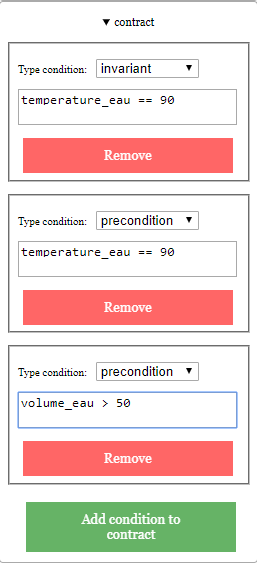 ▼ contract
Type condition: invariant ▼
temperature_eau == 90
Remove
Type condition: precondition ▼
temperature_eau == 90
Remove
Type condition: precondition ▼
volume_eau > 50
Remove
Add condition to
contract